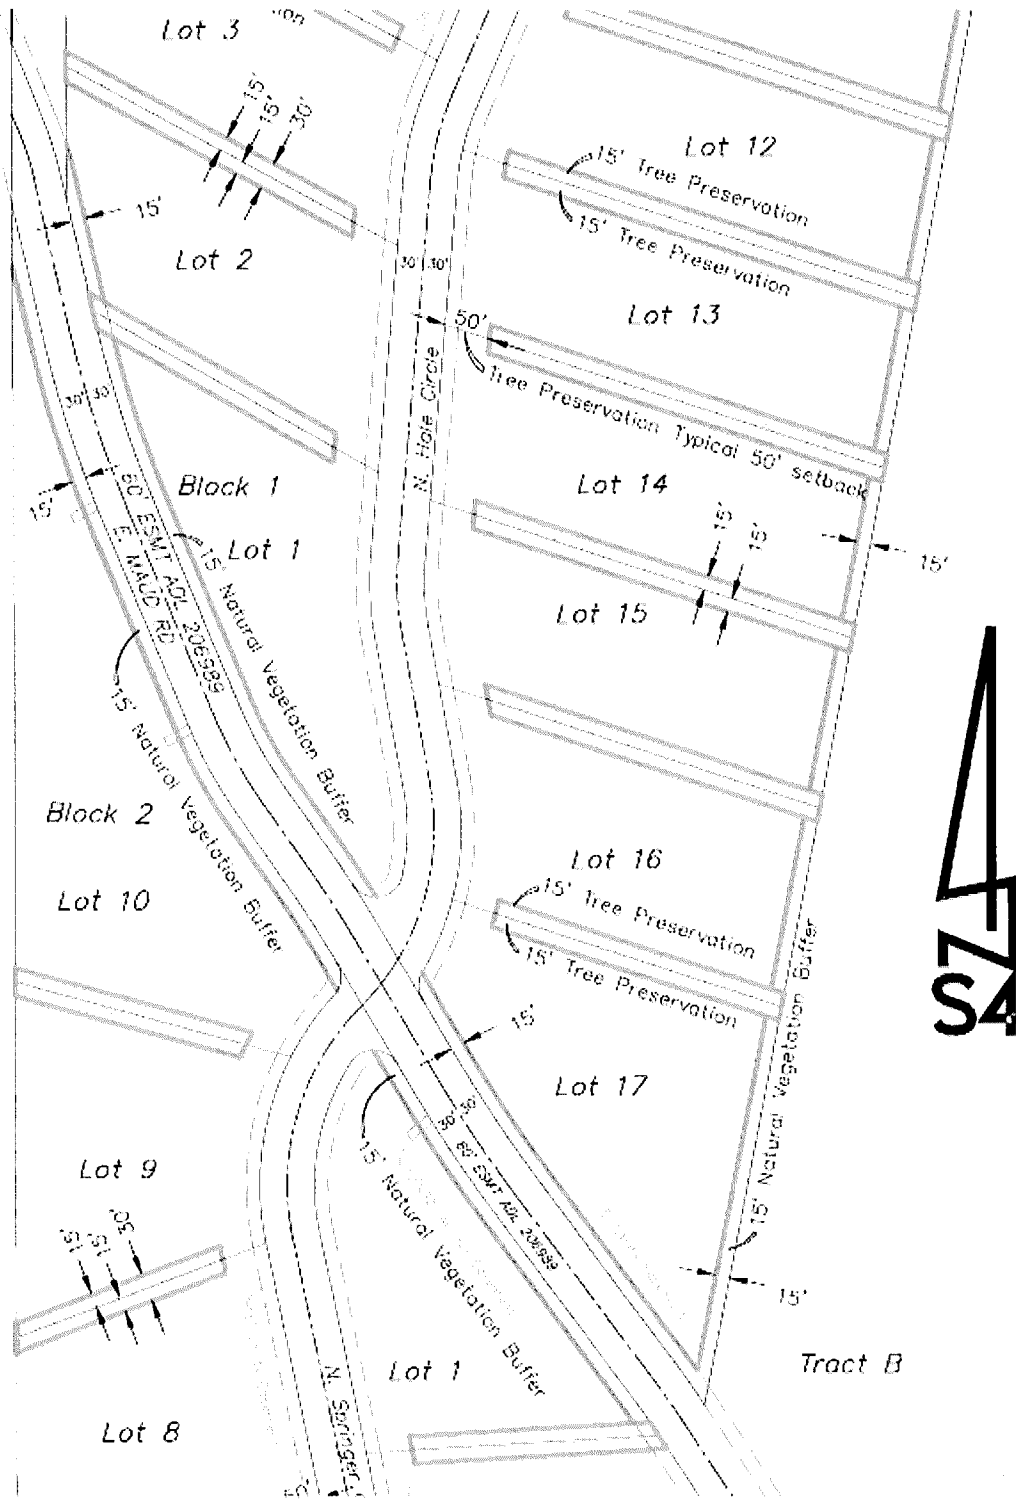 Lot 3
15'
15'
30'
Lot 12
15' Tree Preservation
15' Tree Preservation
15'
Lot 2
30' 30'
Lot 13
50'
N. Hale Circle
Tree Preservation Typical 50' setback
30' 30'
15'
Block 1
Lot 1
Lot 14
15'
15'
15'
60' ESMT ADL 206989
E. MAUD RD
15' Natural Vegetation Buffer
Lot 15
15' Natural Vegetation Buffer
Block 2
Lot 10
Lot 16
15' Tree Preservation
15' Tree Preservation
S4
15'
Lot 17
15' Natural Vegetation Buffer
30' 30'
60' ESMT ADL 206989
15' Natural Vegetation Buffer
Lot 9
15'
15'
30'
15'
Tract B
Lot 1
N. Springer
Lot 8